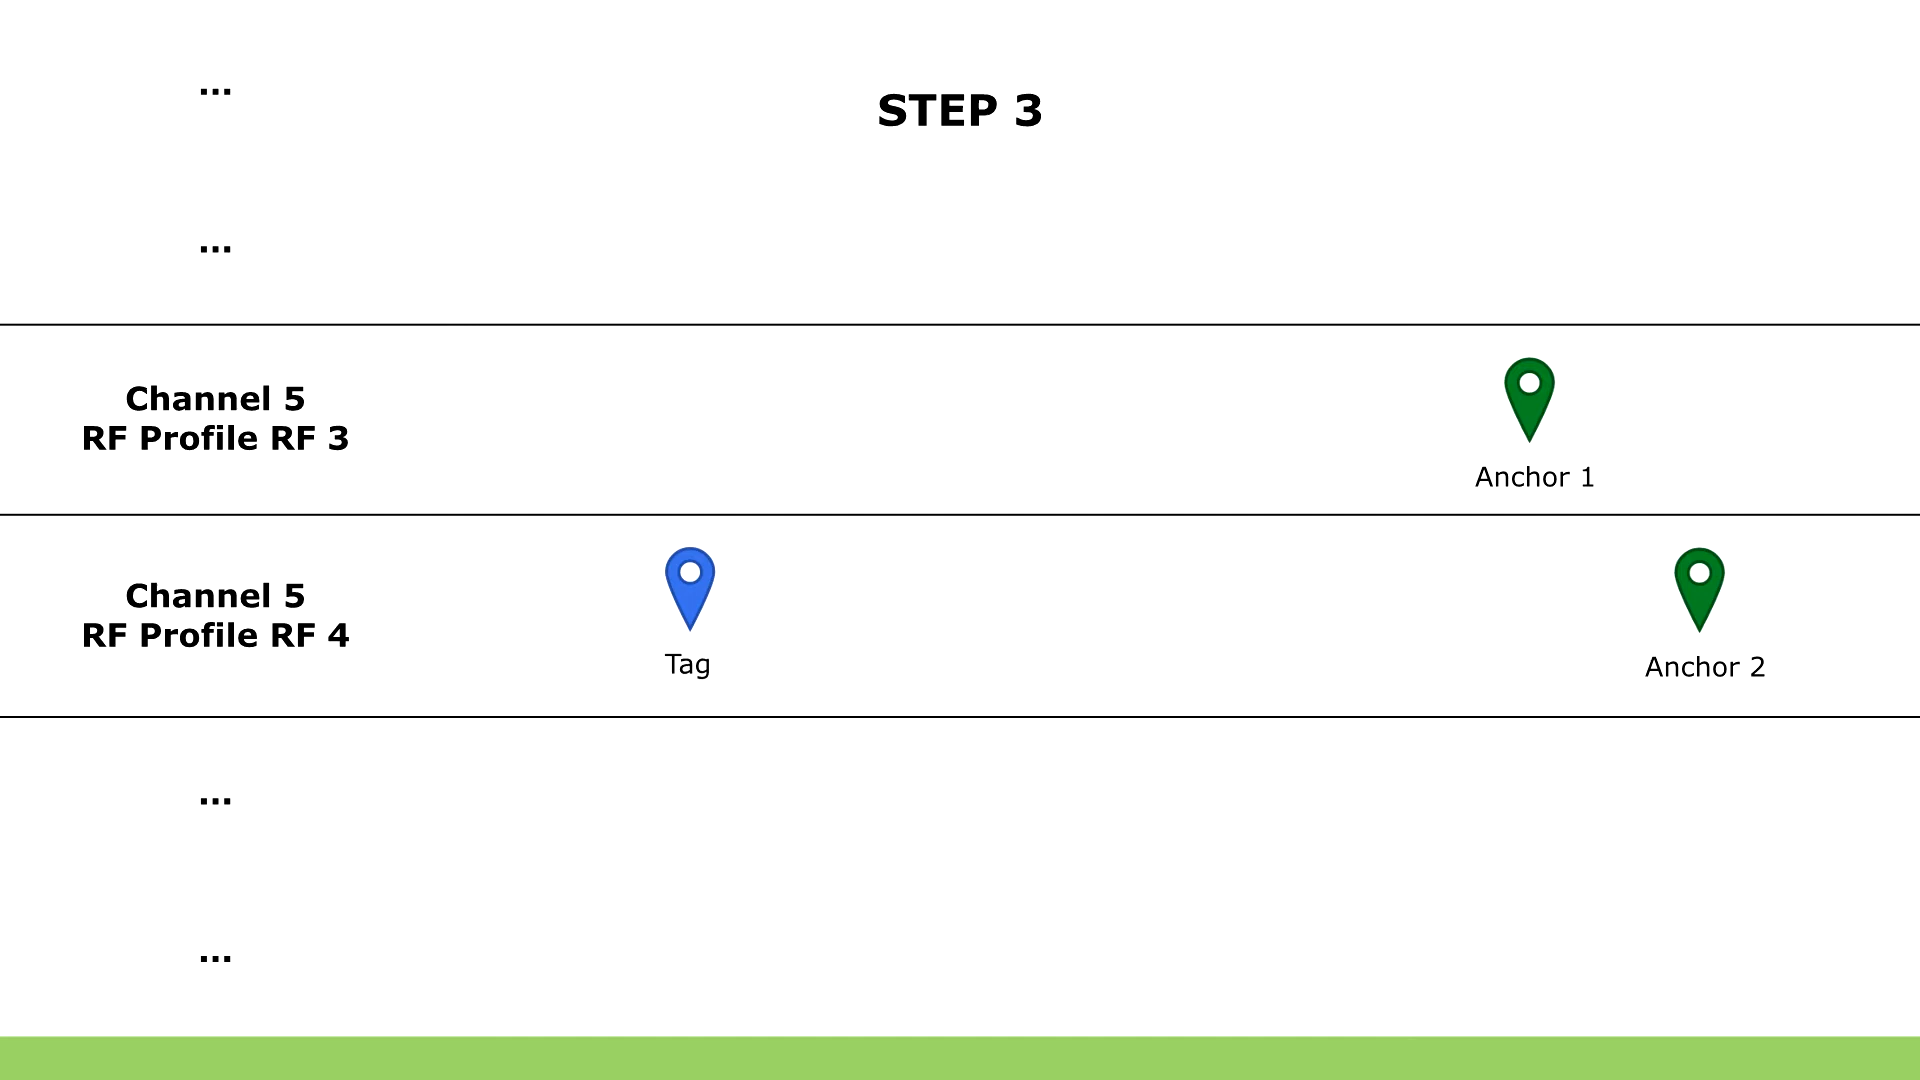 ...
STEP 3
...
Channel 5
RF Profile RF 3
Anchor 1
Channel 5
RF Profile RF 4
Tag
Anchor 2
...
...